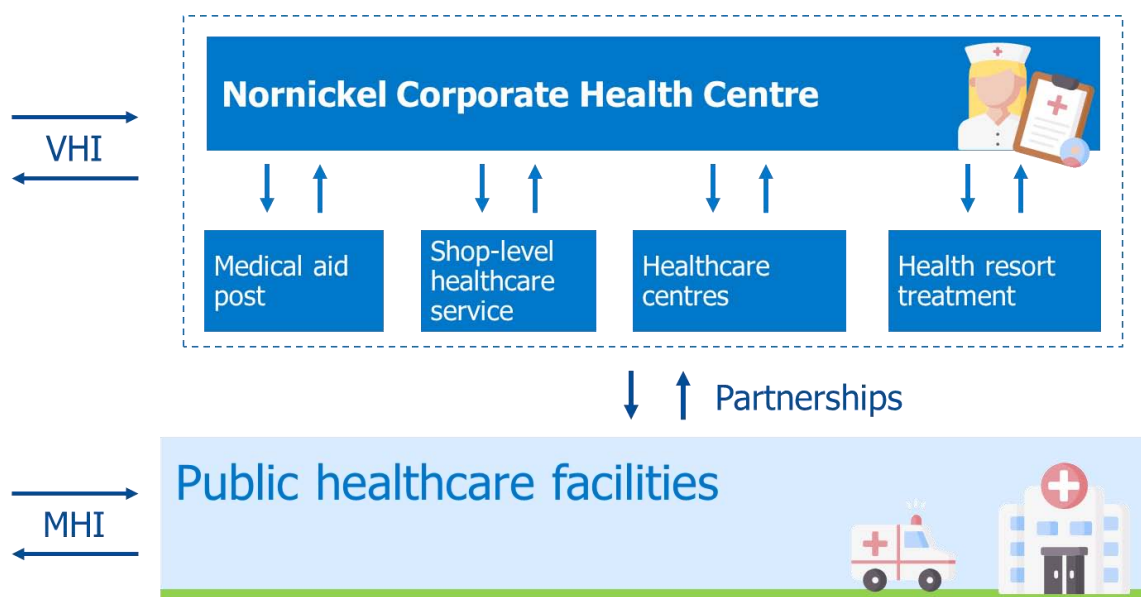 Nornickel Corporate Health Centre
VHI
Medical aid
post
Shop-level
healthcare
service
Healthcare
centres
Health resort
treatment
Partnerships
Public healthcare facilities
MHI